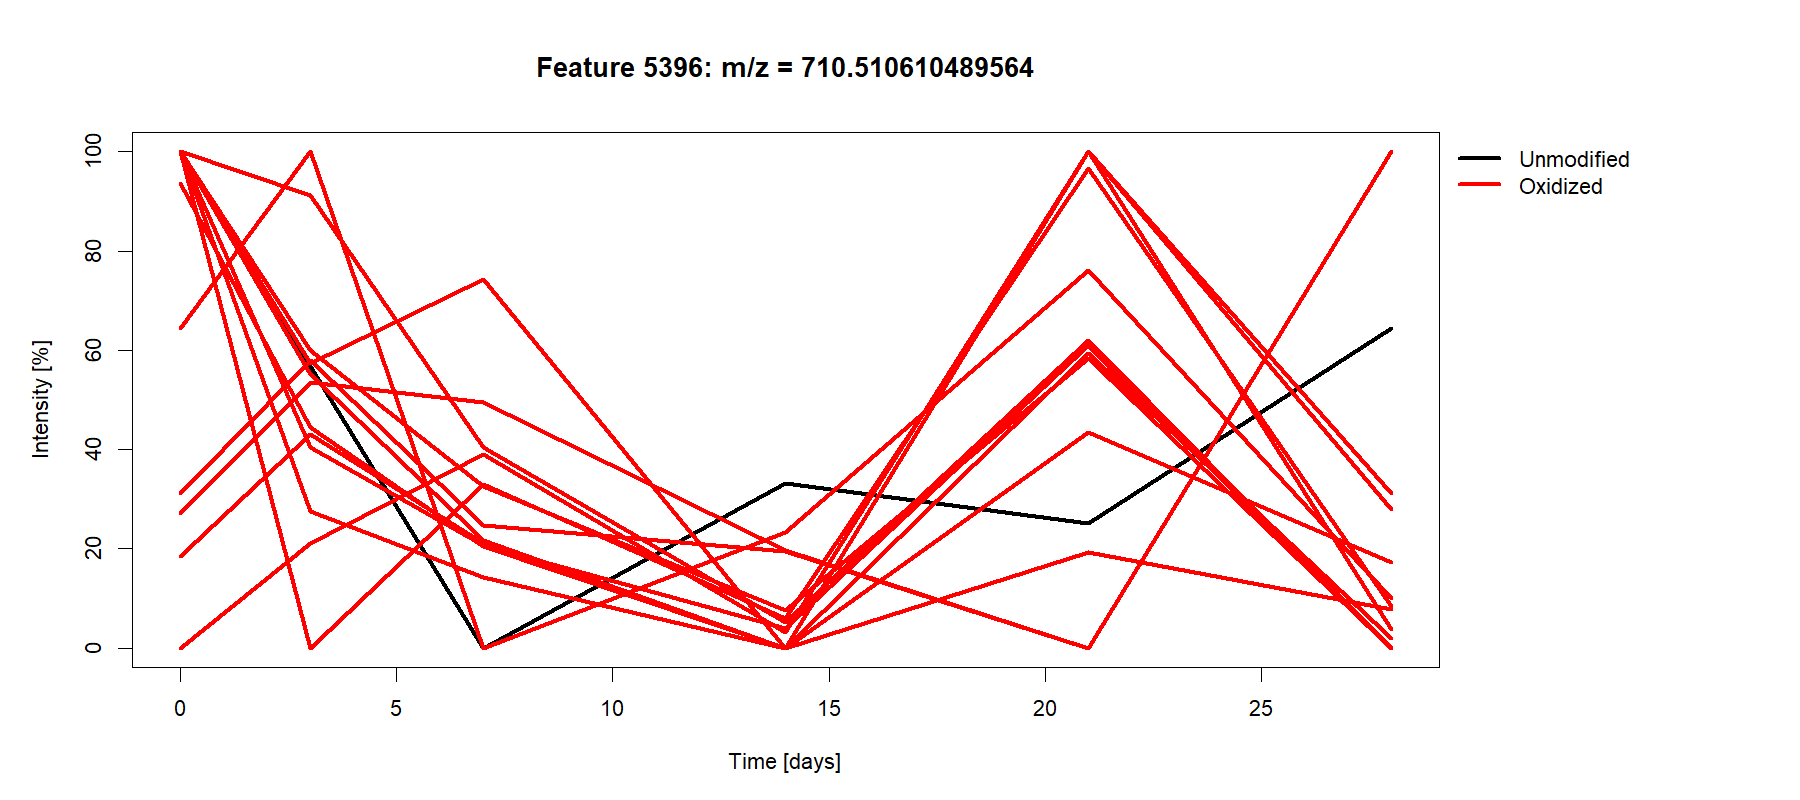 Feature 5396: m/z = 710.510610489564
Unmodified
Oxidized
Intensity [%]
100
80
60
40
20
0
0 5 10 15 20 25
Time [days]